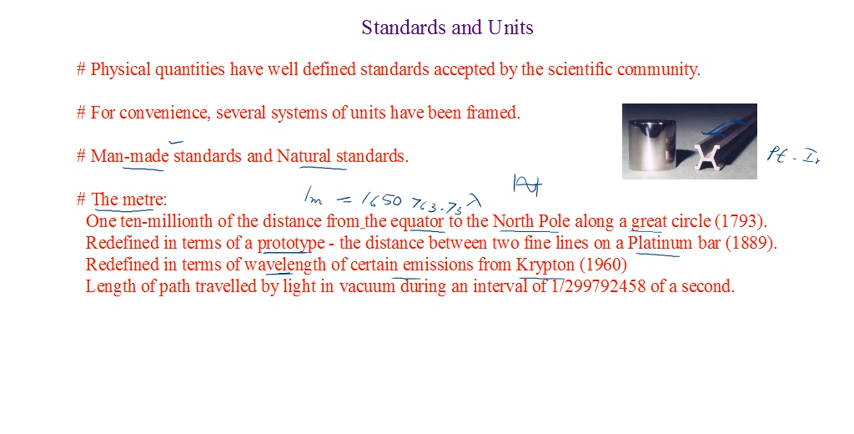 Standards and Units
# Physical quantities have well defined standards accepted by the scientific community.
# For convenience, several systems of units have been framed.
# Man-made standards and Natural standards.
Pt - Ir
# The metre:
1m = 1650 763.73 λ
One ten-millionth of the distance from the equator to the North Pole along a great circle (1793).
Redefined in terms of a prototype - the distance between two fine lines on a Platinum bar (1889).
Redefined in terms of wavelength of certain emissions from Krypton (1960)
Length of path travelled by light in vacuum during an interval of 1/299792458 of a second.